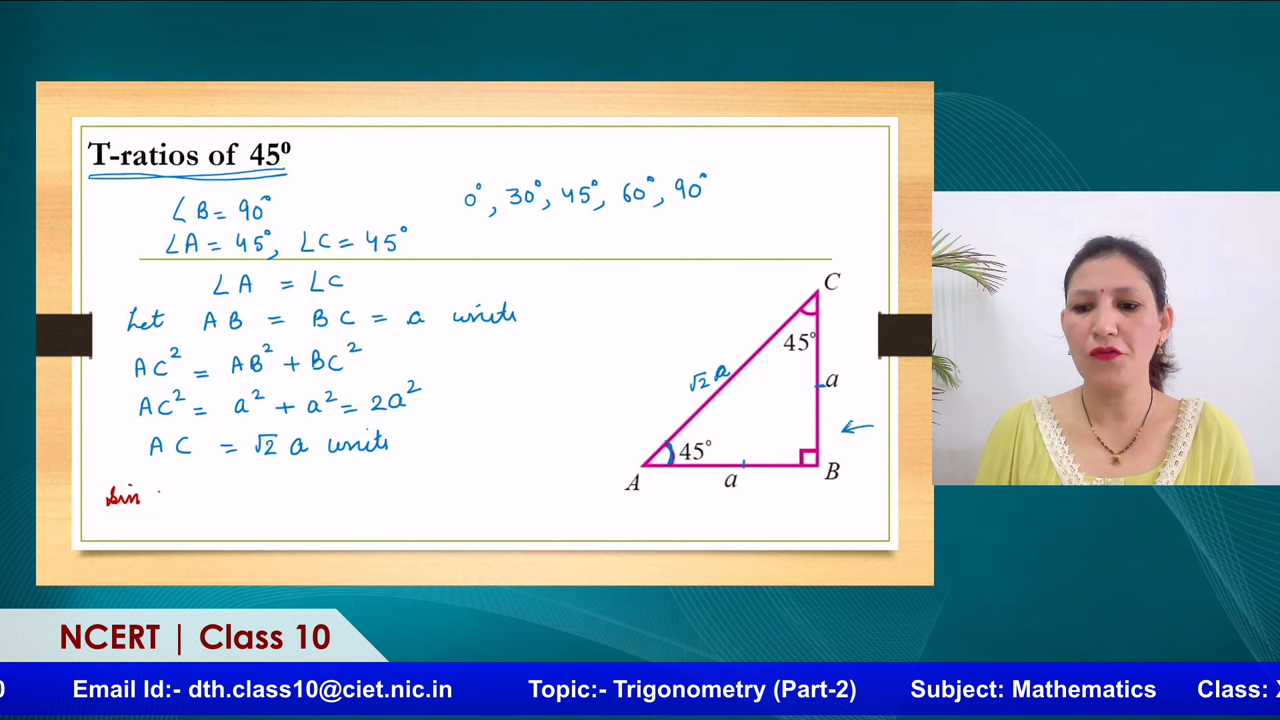 T-ratios of 45⁰
∠B = 90°
0°, 30°, 45°, 60°, 90°
∠A = 45°, ∠C = 45°
∠A = ∠C
Let AB = BC = a units
AC² = AB² + BC²
AC² = a² + a² = 2a²
AC = √2 a units
Sin
C
45°
√2 a
a
45°
A
a
B
NCERT | Class 10
0 Email Id:- dth.class10@ciet.nic.in Topic:- Trigonometry (Part-2) Subject: Mathematics Class: X